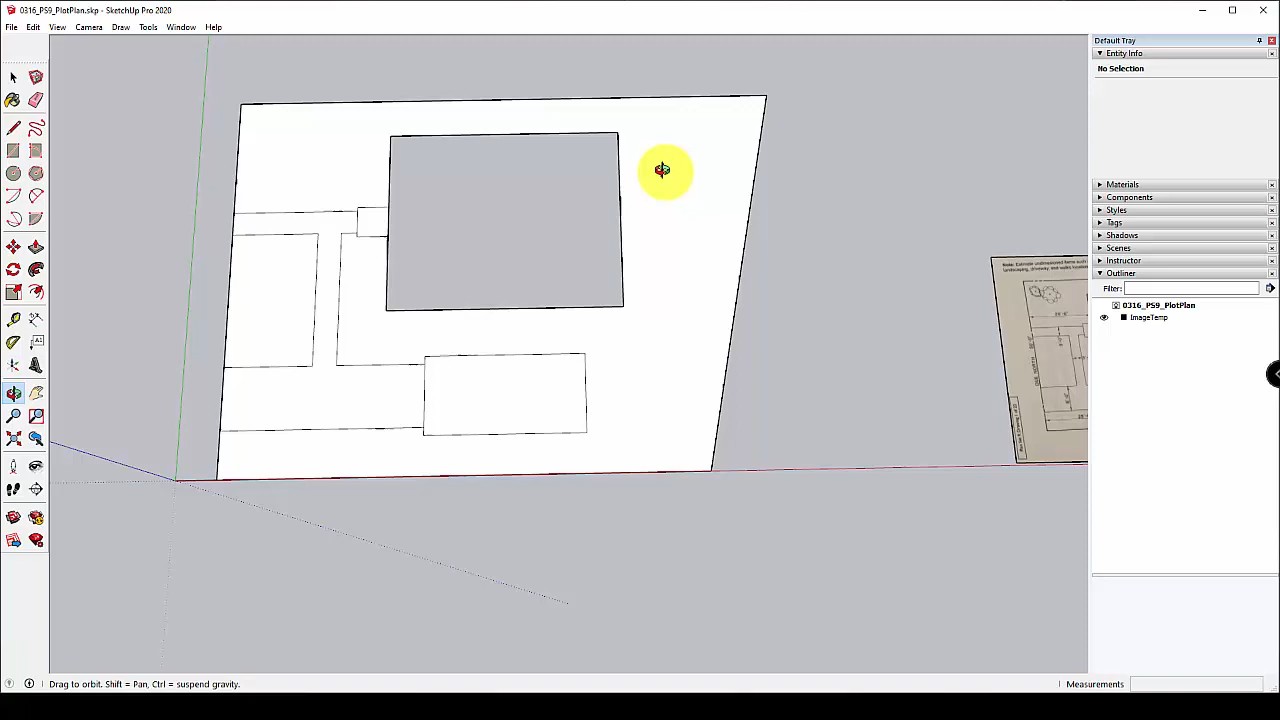 0316_PS9_PlotPlan.skp - SketchUp Pro 2020
File Edit View Camera Draw Tools Window Help
Default Tray
Entity Info
No Selection
Materials
Components
Styles
Tags
Shadows
Scenes
Instructor
Outliner
Filter:
0316_PS9_PlotPlan
ImageTemp
A1
Drag to orbit. Shift = Pan, Ctrl = suspend gravity.
Measurements